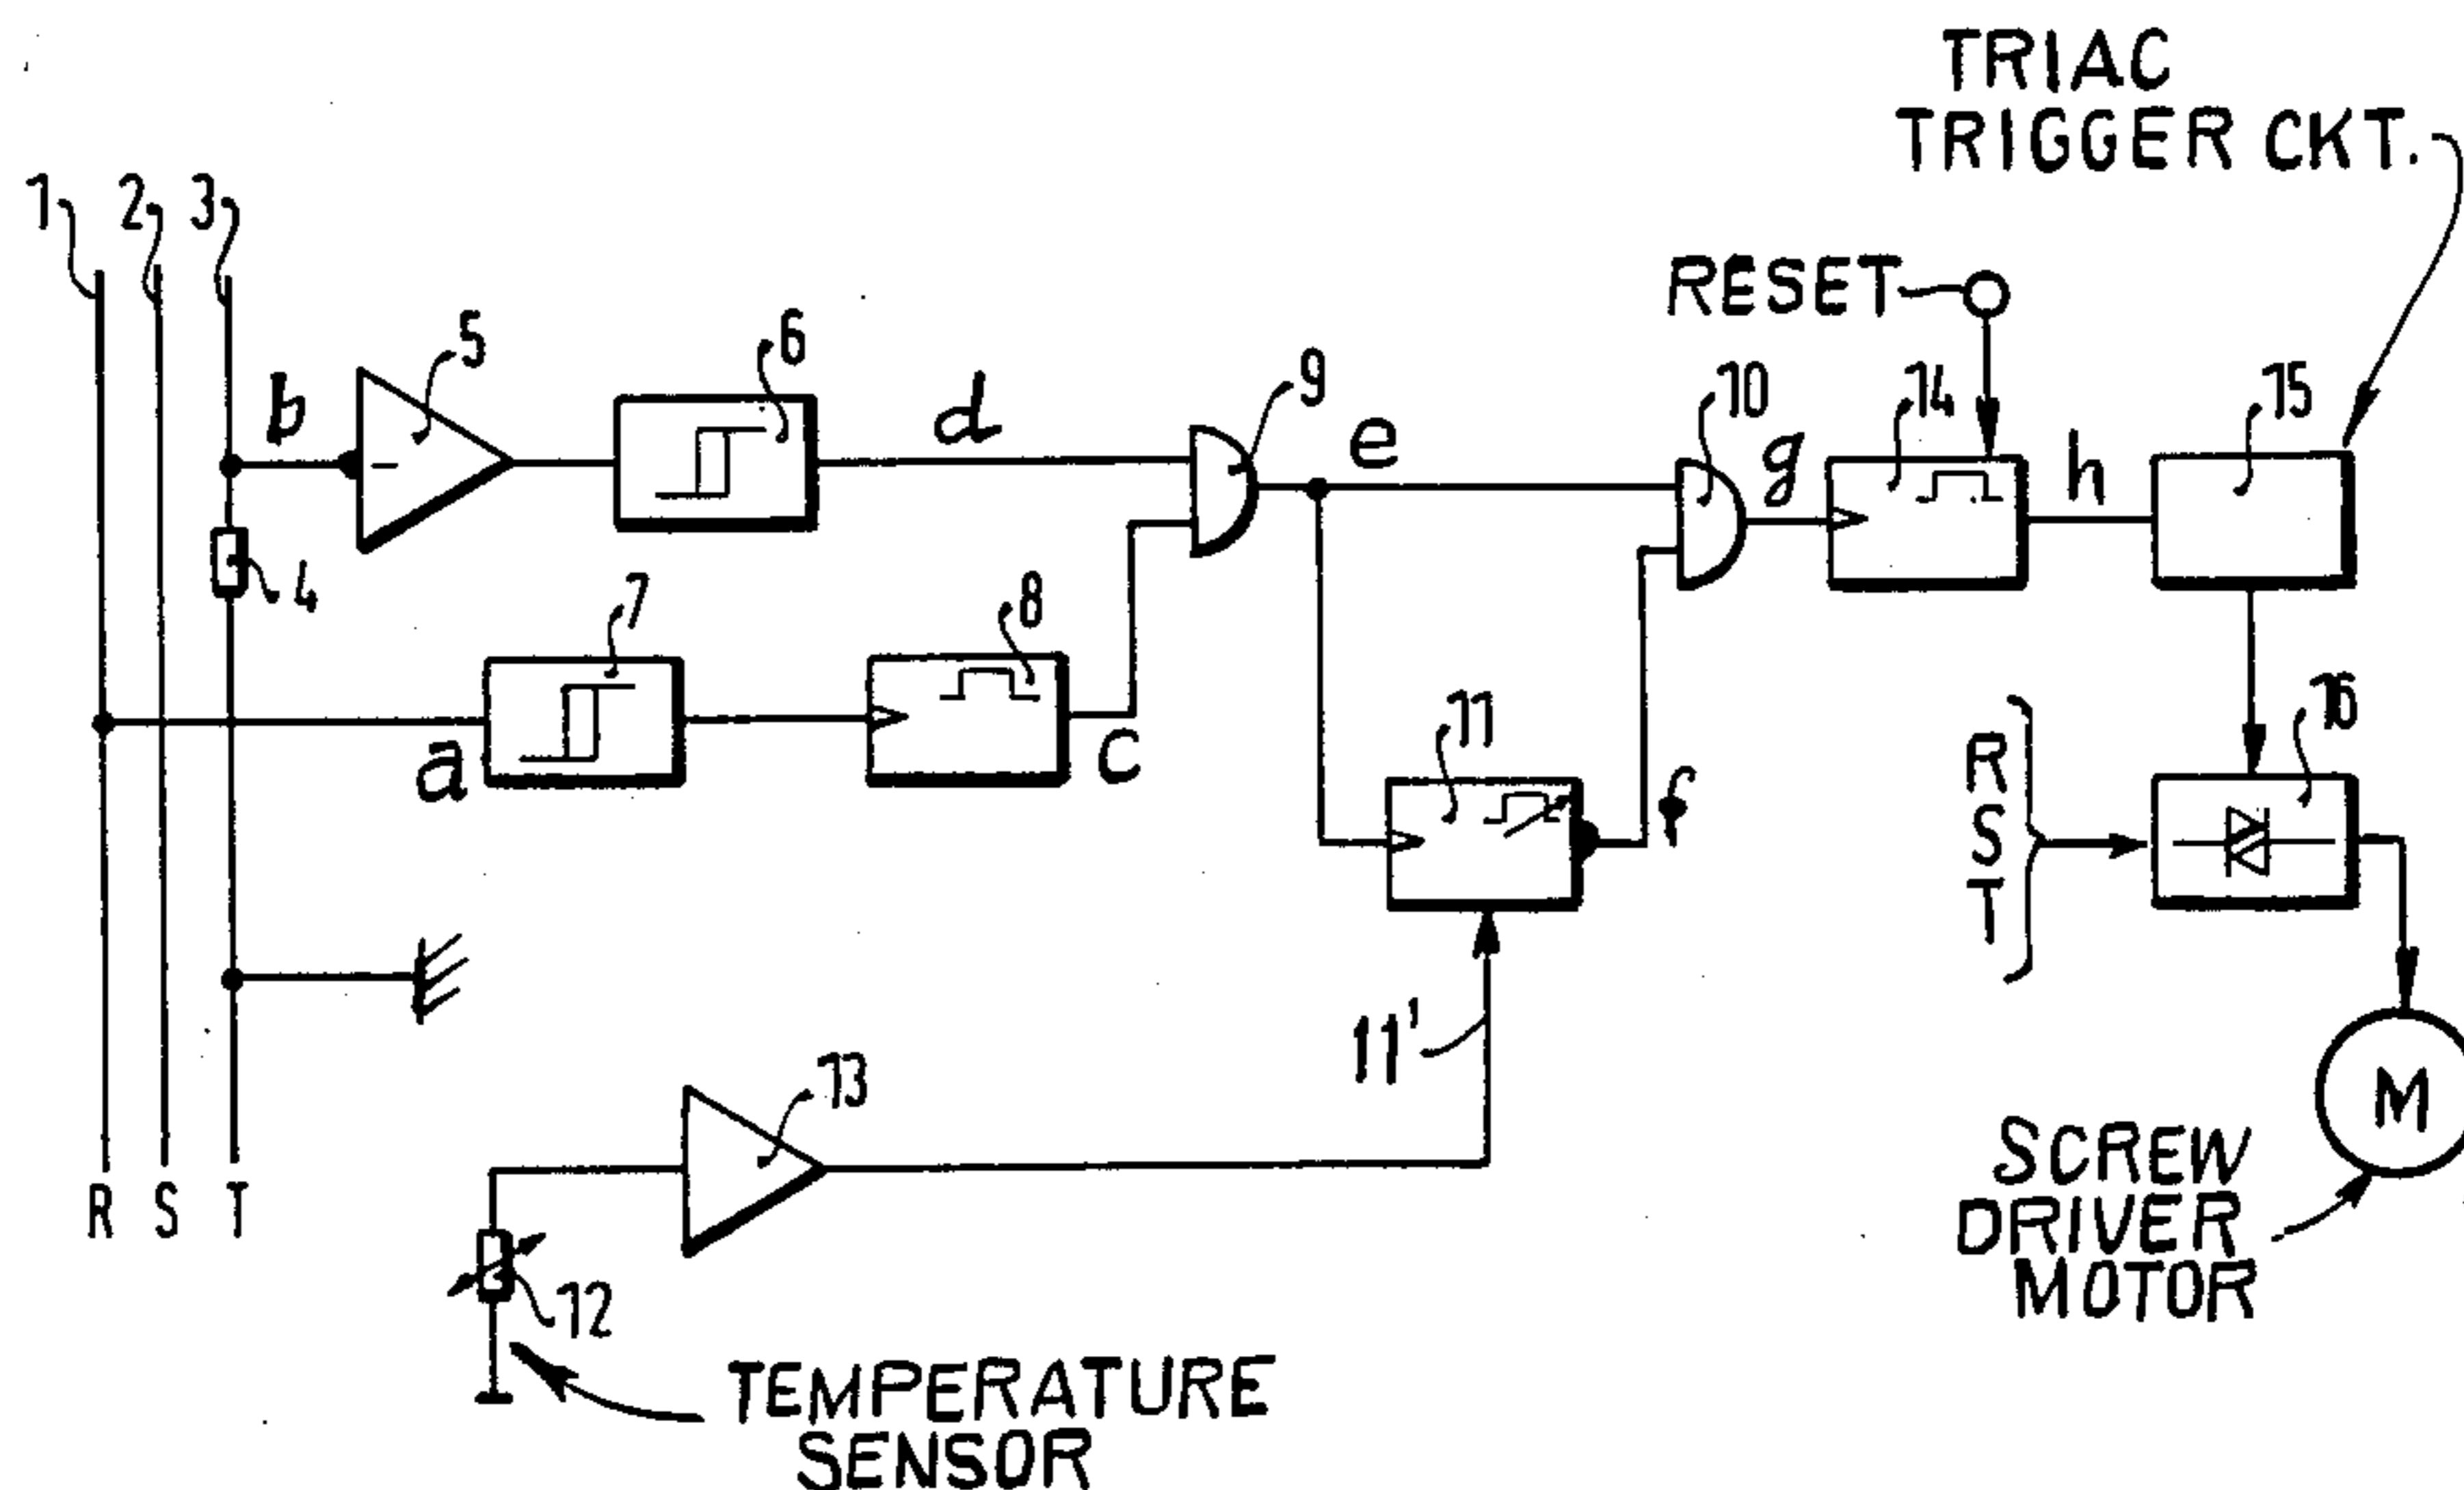 TRIAC
TRIGGER CKT.
1 2 3
RESET
5 6 9 10 14 15
b d e g h
4 7 8 11 16
a c f
R
S
T
11'
13
M
R S T
12
SCREW
DRIVER
MOTOR
TEMPERATURE
SENSOR